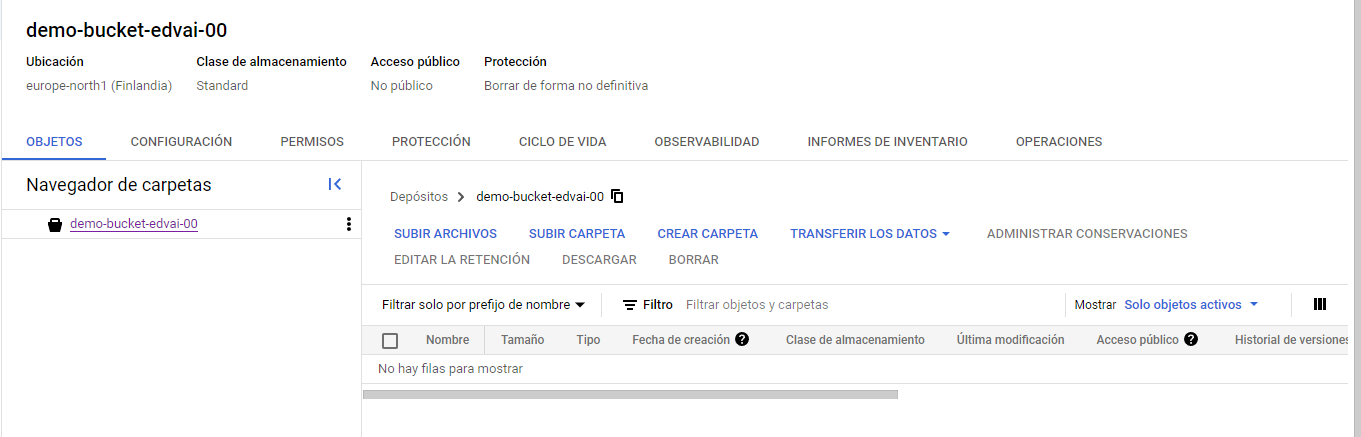 demo-bucket-edvai-00
Ubicación Clase de almacenamiento Acceso público Protección
europe-north1 (Finlandia) Standard No público Borrar de forma no definitiva
OBJETOS CONFIGURACIÓN PERMISOS PROTECCIÓN CICLO DE VIDA OBSERVABILIDAD INFORMES DE INVENTARIO OPERACIONES
Navegador de carpetas
demo-bucket-edvai-00
Depósitos demo-bucket-edvai-00
SUBIR ARCHIVOS SUBIR CARPETA CREAR CARPETA TRANSFERIR LOS DATOS ADMINISTRAR CONSERVACIONES
EDITAR LA RETENCIÓN DESCARGAR BORRAR
Filtrar solo por prefijo de nombre Filtro Filtrar objetos y carpetas Mostrar Solo objetos activos
Nombre Tamaño Tipo Fecha de creación Clase de almacenamiento Última modificación Acceso público Historial de versiones
No hay filas para mostrar